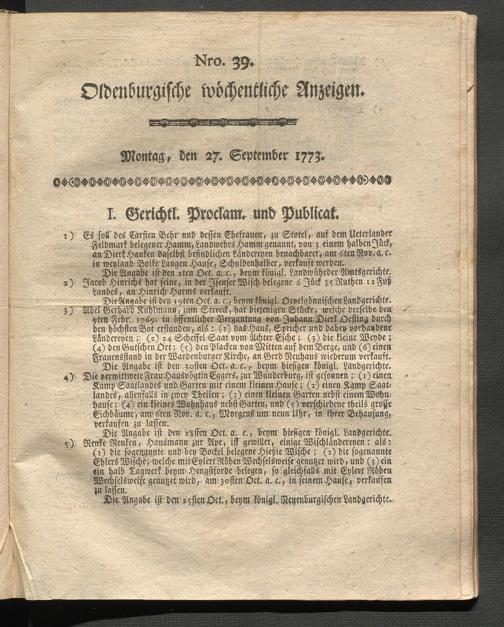 Nro. 39.
Oldenburgische wöchentliche Anzeigen.
Montag, den 27. September 1773.
I. Gerichtl. Proclam. und Publicat.
1) Es soll des Carsten Behr und dessen Ehefrauen, zu Stotel, auf dem Ueterlander
Feldmark belegener Hamm, Landwehrs Hamm genannt, von 3 einem halben Jück,
an Dierk Hanken daselbst befindlichen Ländereyen benachbaret, am 6ten Nov. a. c.
in weyland Volke Langen Hause, Schuldenhalber, verkauft werden.
Die Angabe ist den 2ten Oct. a. c., beym königl. Landwührder Amtsgerichte.
2) Jacob Hinrichs hat seine, in der Isenser Wisch belegene 6 Jück 35 Ruthen 12 Fuß
Landes, an Hinrich Harms verkauft.
Die Angabe ist den 19ten Oct. a. c., beym königl. Ovelgönnischen Landgerichte.
3) Abel Gerhard Kuhlmann, zum Streek, hat diejenigen Stücke, welche derselbe den
9ten Febr. 1769. in öffentlicher Vergantung von Johann Dierk Oesting durch
den höchsten Bot erstanden, als: (1) das Haus, Speicher und dabey vorhandene
Ländereyen; (2) 24 Scheffel Saat vom Achter Esche; (3) die kleine Weyde;
(4) den Gutschen Ort; (5) den Placken von Mitten auf dem Berge, und (6) einen
Frauensstand in der Wardenburger Kirche, an Gerd Neuhaus wiederum verkauft.
Die Angabe ist den 30sten Oct. a. c., beym hiesigen königl. Landgerichte.
4) Die verwittwete Frau Hausvögtin Eggers, zur Wunderburg, ist gesonnen: (1) einen
Kamp Saatlandes und Garten mit einem kleinen Hause; (2) einen Kamp Saat-
landes, allenfalls in zwey Theilen; (3) einen kleinen Garten nebst einem Wohn-
hause; (4) ein kleines Wohnhaus nebst Garten, und (5) verschiedene theils große
Eichbäume, am 6ten Nov. a. c., Morgens um neun Uhr, in ihrer Behausung,
verkaufen zu lassen.
Die Angabe ist den 28sten Oct. a. c., beym hiesigen königl. Landgerichte.
5) Renke Renken, Hausmann zur Ape, ist gewillet, einige Wischländereyen: als:
(1) die sogenannte und bey Bockel belegene Hieszie Wische: (2) die sogenannte
Ehlers Wische, welche mit Eylert Röben Wechselsweise genutzt wird, und (3) ein
ein halb Tagwerk beym Hengstforde belegen, so gleichfalls mit Eylert Röben
Wechselsweise genutzet wird, am 30sten Oct. a. c., in seinem Hause, verkaufen
zu lassen.
Die Angabe ist den 25sten Oct., beym königl. Neuenburgischen Landgerichte.